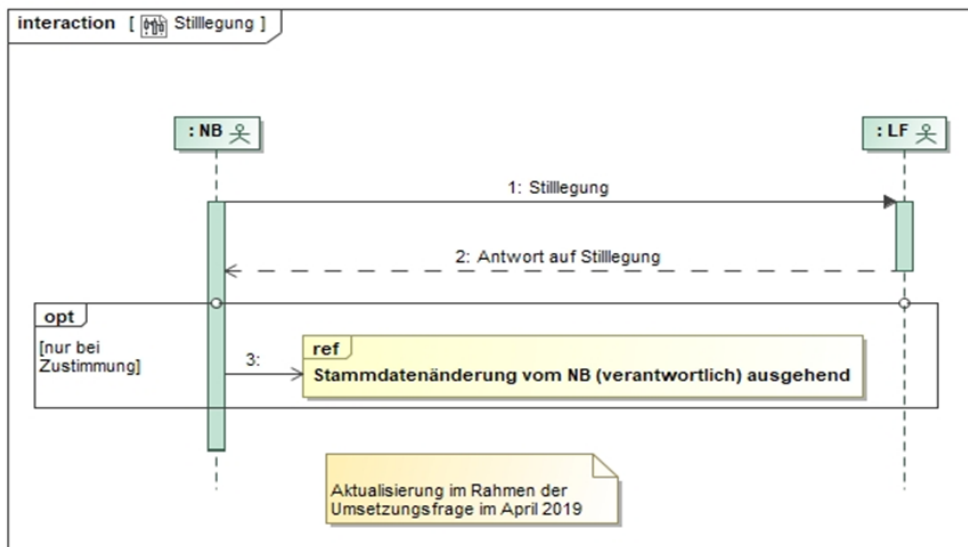 interaction [ Stilllegung ]
: NB
: LF
1: Stilllegung
2: Antwort auf Stilllegung
opt
[nur bei
Zustimmung]
3:
ref
Stammdatenänderung vom NB (verantwortlich) ausgehend
Aktualisierung im Rahmen der
Umsetzungsfrage im April 2019